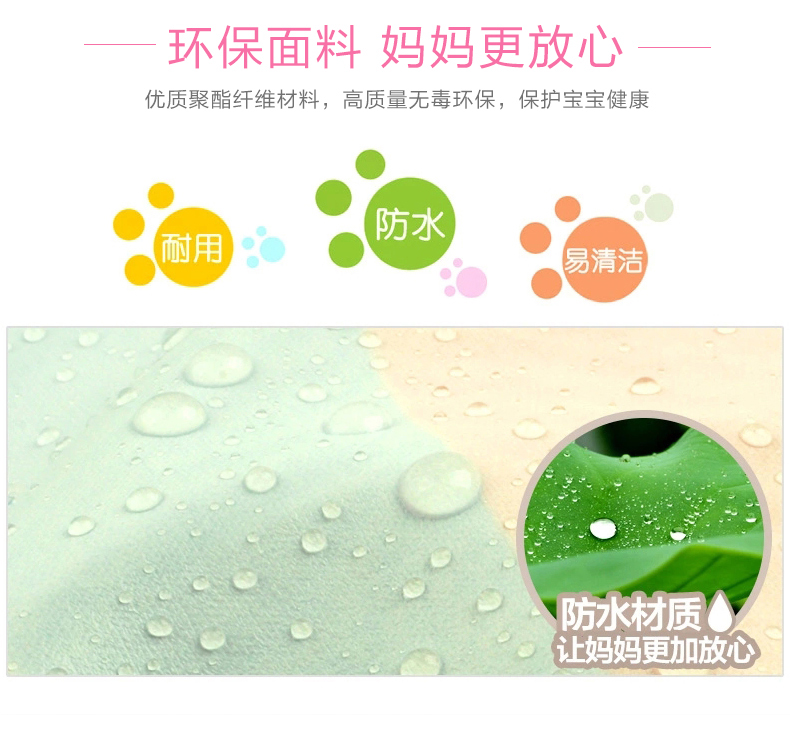 环保面料 妈妈更放心
优质聚酯纤维材料，高质量无毒环保，保护宝宝健康
耐用
防水
易清洁
防水材质
让妈妈更加放心